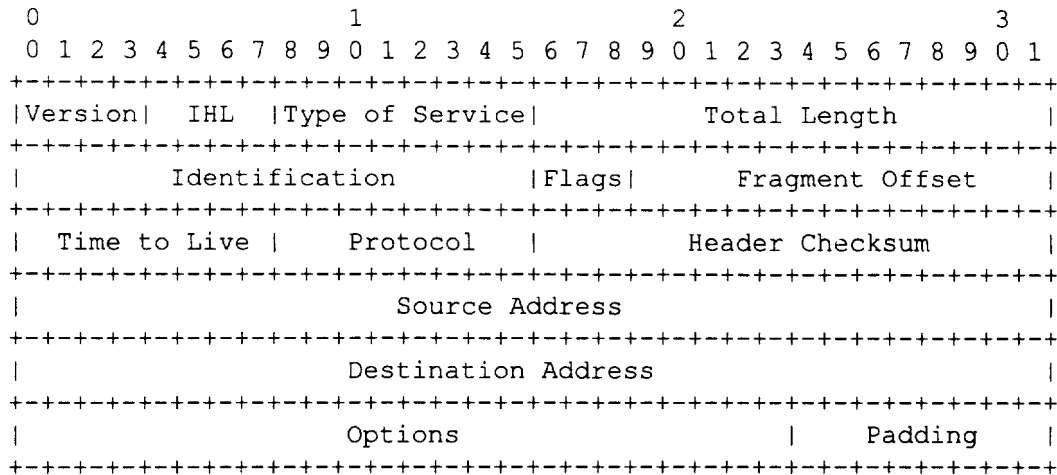 0 1 2 3
0 1 2 3 4 5 6 7 8 9 0 1 2 3 4 5 6 7 8 9 0 1 2 3 4 5 6 7 8 9 0 1
+-+-+-+-+-+-+-+-+-+-+-+-+-+-+-+-+-+-+-+-+-+-+-+-+-+-+-+-+-+-+-+-+
|Version| IHL |Type of Service| Total Length |
+-+-+-+-+-+-+-+-+-+-+-+-+-+-+-+-+-+-+-+-+-+-+-+-+-+-+-+-+-+-+-+-+
| Identification |Flags| Fragment Offset |
+-+-+-+-+-+-+-+-+-+-+-+-+-+-+-+-+-+-+-+-+-+-+-+-+-+-+-+-+-+-+-+-+
| Time to Live | Protocol | Header Checksum |
+-+-+-+-+-+-+-+-+-+-+-+-+-+-+-+-+-+-+-+-+-+-+-+-+-+-+-+-+-+-+-+-+
| Source Address |
+-+-+-+-+-+-+-+-+-+-+-+-+-+-+-+-+-+-+-+-+-+-+-+-+-+-+-+-+-+-+-+-+
| Destination Address |
+-+-+-+-+-+-+-+-+-+-+-+-+-+-+-+-+-+-+-+-+-+-+-+-+-+-+-+-+-+-+-+-+
| Options | Padding |
+-+-+-+-+-+-+-+-+-+-+-+-+-+-+-+-+-+-+-+-+-+-+-+-+-+-+-+-+-+-+-+-+